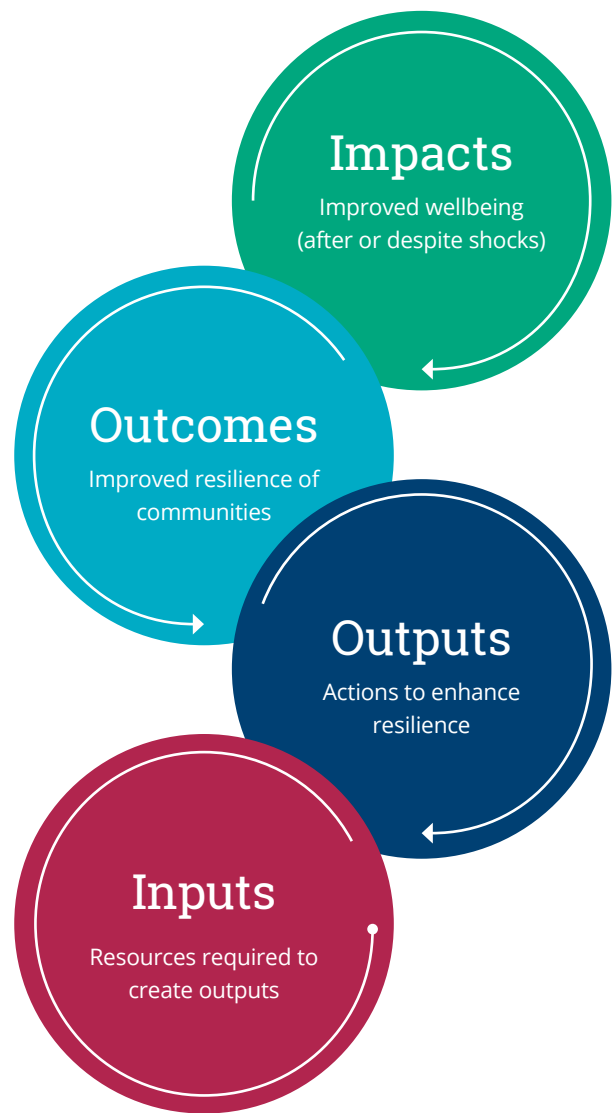 Impacts
Improved wellbeing
(after or despite shocks)
Outcomes
Improved resilience of
communities
Outputs
Actions to enhance
resilience
Inputs
Resources required to
create outputs